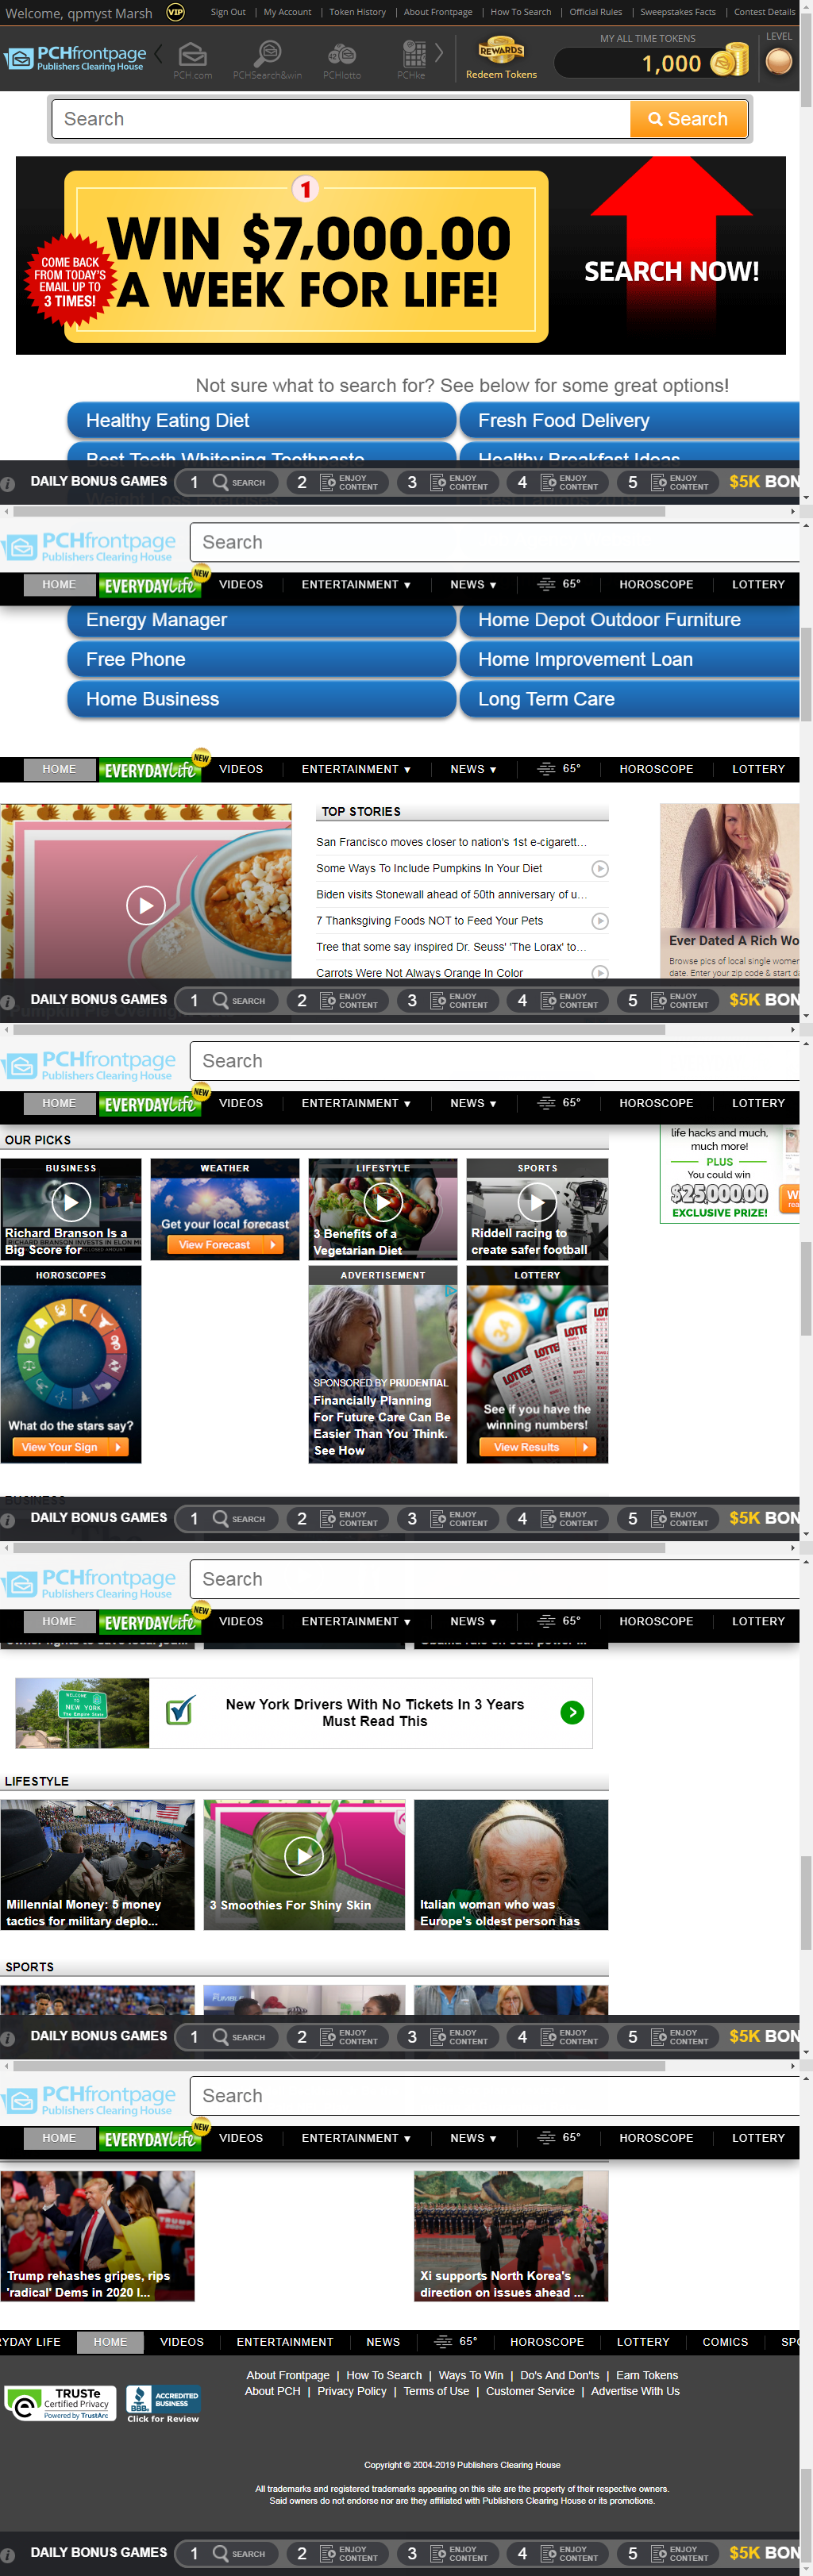 Welcome, qpmyst Marsh VIP Sign Out | My Account | Token History | About Frontpage | How To Search | Official Rules | Sweepstakes Facts | Contest Details
PCHfrontpage
Publishers Clearing House
PCH.com
PCHSearch&win
PCHlotto
PCHke
REWARDS
Redeem Tokens
MY ALL TIME TOKENS
1,000
LEVEL
Search
Search
1
WIN $7,000.00
A WEEK FOR LIFE!
COME BACK
FROM TODAY'S
EMAIL UP TO
3 TIMES!
SEARCH NOW!
Not sure what to search for? See below for some great options!
Healthy Eating Diet
Fresh Food Delivery
Best Teeth Whitening Toothpaste
Healthy Breakfast Ideas
DAILY BONUS GAMES 1 SEARCH 2 ENJOY CONTENT 3 ENJOY CONTENT 4 ENJOY CONTENT 5 ENJOY CONTENT $5K BON
PCHfrontpage
Publishers Clearing House
Search
HOME EVERYDAY Life NEW VIDEOS ENTERTAINMENT ▼ NEWS ▼ 65° HOROSCOPE LOTTERY
Energy Manager
Home Depot Outdoor Furniture
Free Phone
Home Improvement Loan
Home Business
Long Term Care
HOME EVERYDAY Life NEW VIDEOS ENTERTAINMENT ▼ NEWS ▼ 65° HOROSCOPE LOTTERY
TOP STORIES
San Francisco moves closer to nation's 1st e-cigarett...
Some Ways To Include Pumpkins In Your Diet
Biden visits Stonewall ahead of 50th anniversary of u...
7 Thanksgiving Foods NOT to Feed Your Pets
Tree that some say inspired Dr. Seuss' 'The Lorax' to...
Carrots Were Not Always Orange In Color
Ever Dated A Rich Wo
Browse pics of local single womer
date. Enter your zip code & start da
Pumpkin Pie Overnig
DAILY BONUS GAMES 1 SEARCH 2 ENJOY CONTENT 3 ENJOY CONTENT 4 ENJOY CONTENT 5 ENJOY CONTENT $5K BON
PCHfrontpage
Publishers Clearing House
Search
HOME EVERYDAY Life NEW VIDEOS ENTERTAINMENT ▼ NEWS ▼ 65° HOROSCOPE LOTTERY
OUR PICKS
life hacks and much,
much more!
PLUS
You could win
$25,000.00
EXCLUSIVE PRIZE!
BUSINESS
Richard Branson Is a
Big Score for
WEATHER
Get your local forecast
View Forecast
LIFESTYLE
3 Benefits of a
Vegetarian Diet
SPORTS
Riddell racing to
create safer football
HOROSCOPES
What do the stars say?
View Your Sign
ADVERTISEMENT
SPONSORED BY PRUDENTIAL
Financially Planning
For Future Care Can Be
Easier Than You Think.
See How
LOTTERY
See if you have the
winning numbers!
View Results
BUSINESS
DAILY BONUS GAMES 1 SEARCH 2 ENJOY CONTENT 3 ENJOY CONTENT 4 ENJOY CONTENT 5 ENJOY CONTENT $5K BON
PCHfrontpage
Publishers Clearing House
Search
HOME EVERYDAY Life NEW VIDEOS ENTERTAINMENT ▼ NEWS ▼ 65° HOROSCOPE LOTTERY
WELCOME TO
NEW YORK
The Empire State
New York Drivers With No Tickets In 3 Years
Must Read This
LIFESTYLE
Millennial Money: 5 money
tactics for military deplo...
3 Smoothies For Shiny Skin
Italian woman who was
Europe's oldest person has
SPORTS
DAILY BONUS GAMES 1 SEARCH 2 ENJOY CONTENT 3 ENJOY CONTENT 4 ENJOY CONTENT 5 ENJOY CONTENT $5K BON
PCHfrontpage
Publishers Clearing House
Search
HOME EVERYDAY Life NEW VIDEOS ENTERTAINMENT ▼ NEWS ▼ 65° HOROSCOPE LOTTERY
Trump rehashes gripes, rips
'radical' Dems in 2020 l...
Xi supports North Korea's
direction on issues ahead ...
RYDAY LIFE HOME VIDEOS ENTERTAINMENT NEWS 65° HOROSCOPE LOTTERY COMICS SPO
About Frontpage | How To Search | Ways To Win | Do's And Don'ts | Earn Tokens
About PCH | Privacy Policy | Terms of Use | Customer Service | Advertise With Us
TRUSTe
Certified Privacy
Powered by TrustArc
BBB ACCREDITED BUSINESS
Click for Review
Copyright © 2004-2019 Publishers Clearing House
All trademarks and registered trademarks appearing on this site are the property of their respective owners.
Said owners do not endorse nor are they affiliated with Publishers Clearing House or its promotions.
DAILY BONUS GAMES 1 SEARCH 2 ENJOY CONTENT 3 ENJOY CONTENT 4 ENJOY CONTENT 5 ENJOY CONTENT $5K BON